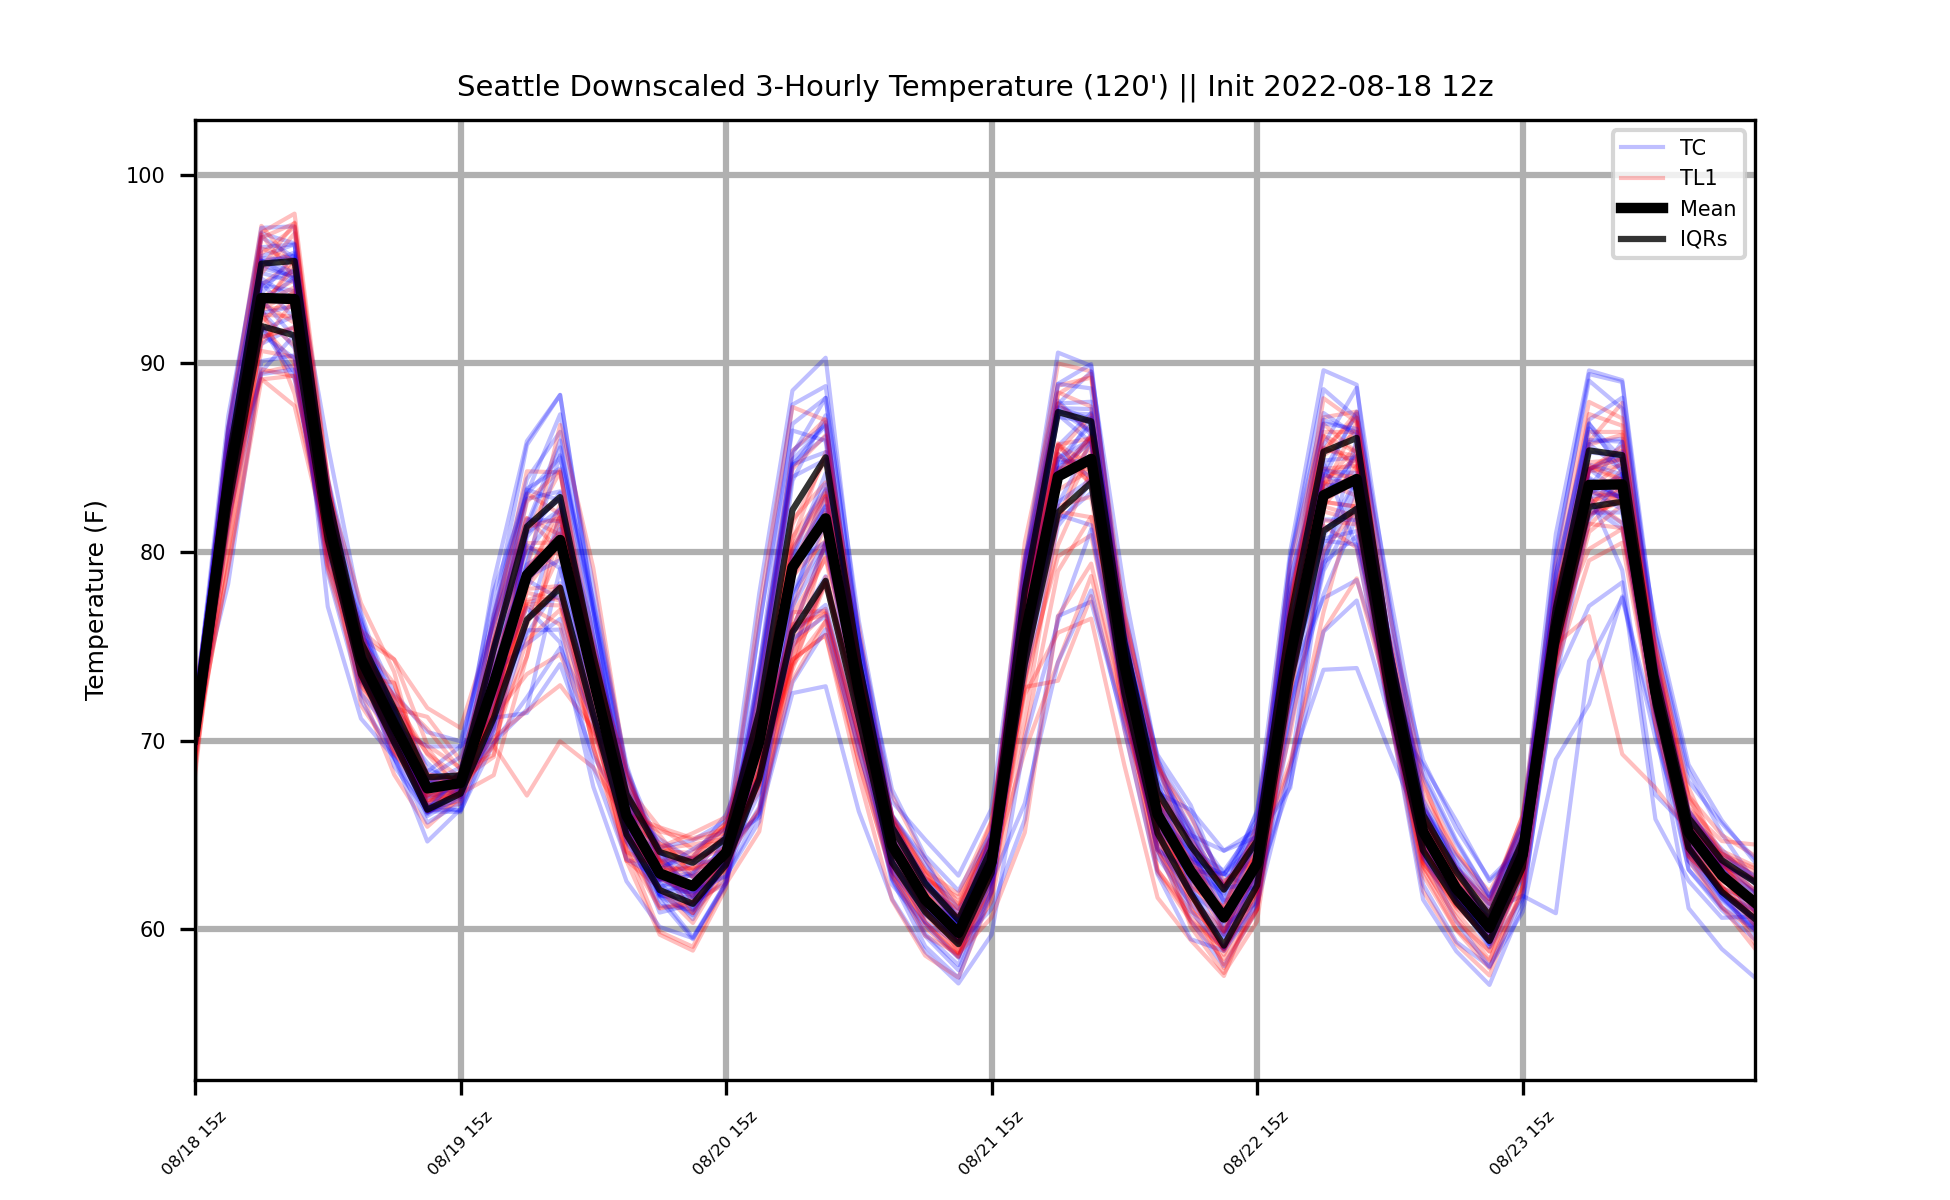 Seattle Downscaled 3-Hourly Temperature (120') || Init 2022-08-18 12z
TC
TL1
Mean
IQRs
100
90
80
70
60
Temperature (F)
08/18 15z
08/19 15z
08/20 15z
08/21 15z
08/22 15z
08/23 15z